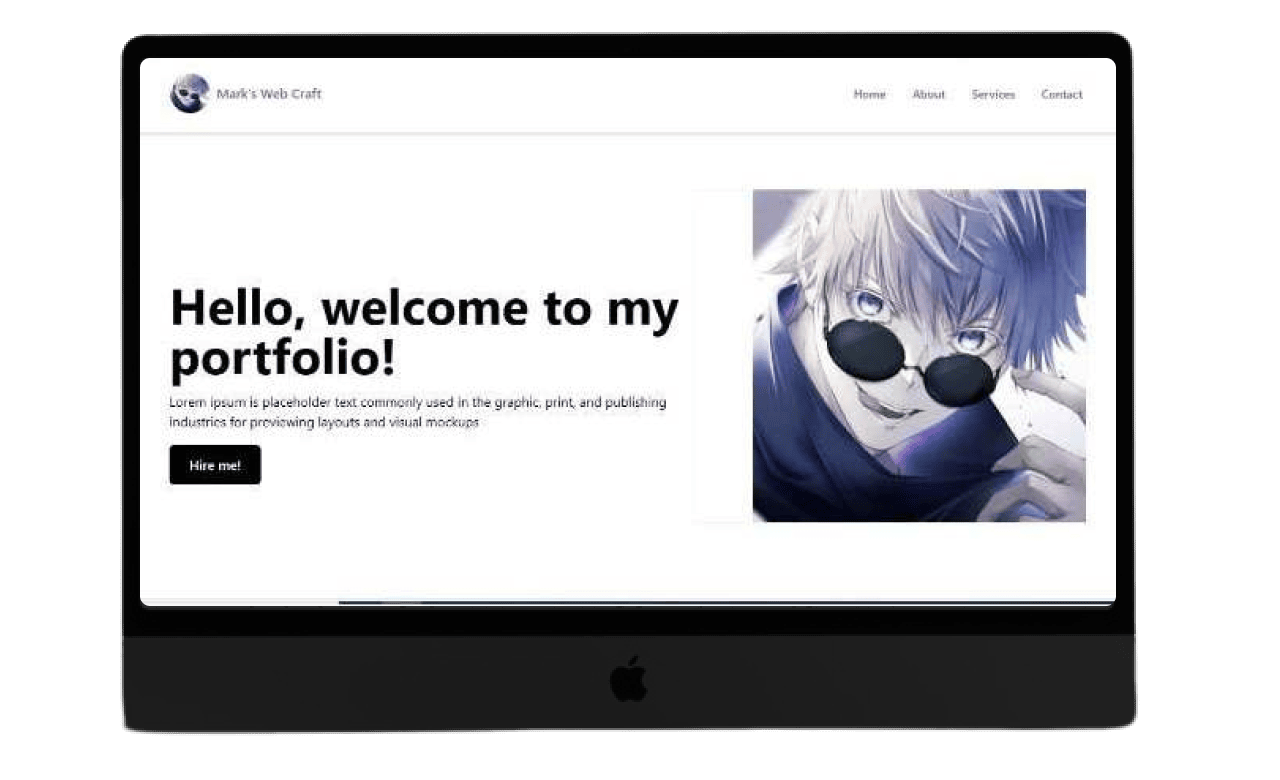 Mark's Web Craft
Home About Services Contact
Hello, welcome to my
portfolio!
Lorem ipsum is placeholder text commonly used in the graphic, print, and publishing
industries for previewing layouts and visual mockups
Hire me!